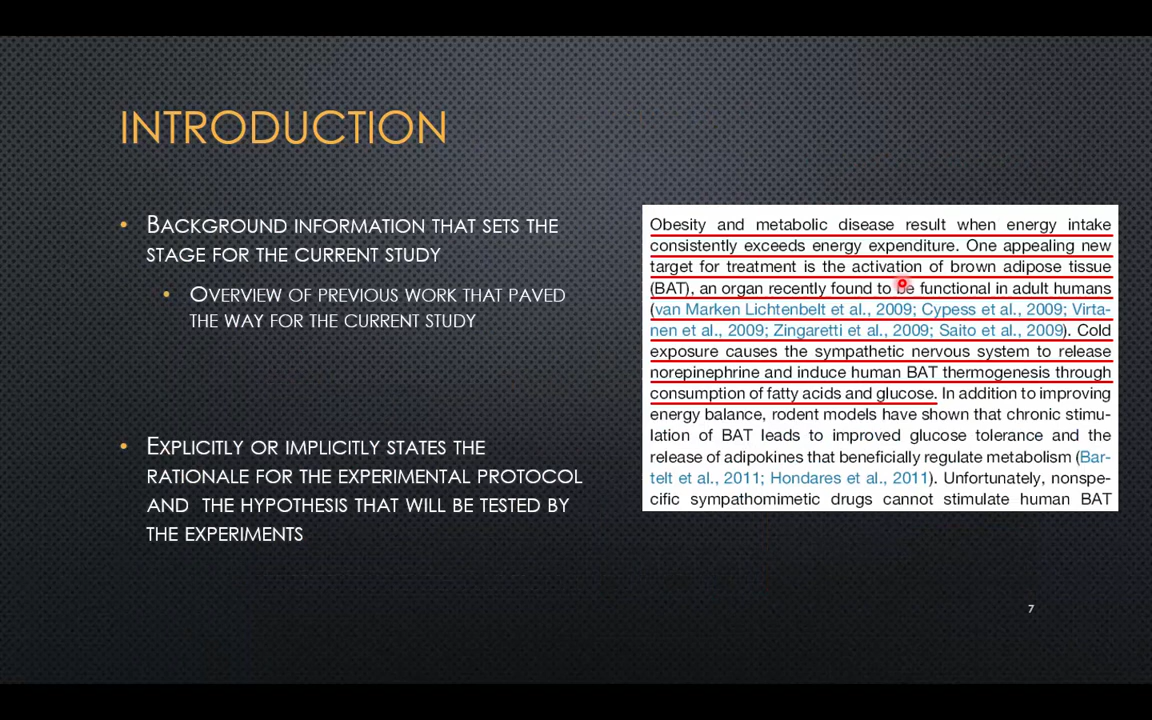 INTRODUCTION
• BACKGROUND INFORMATION THAT SETS THE
STAGE FOR THE CURRENT STUDY
• OVERVIEW OF PREVIOUS WORK THAT PAVED
THE WAY FOR THE CURRENT STUDY
• EXPLICITLY OR IMPLICITLY STATES THE
RATIONALE FOR THE EXPERIMENTAL PROTOCOL
AND THE HYPOTHESIS THAT WILL BE TESTED BY
THE EXPERIMENTS
Obesity and metabolic disease result when energy intake
consistently exceeds energy expenditure. One appealing new
target for treatment is the activation of brown adipose tissue
(BAT), an organ recently found to be functional in adult humans
(van Marken Lichtenbelt et al., 2009; Cypess et al., 2009; Virta-
nen et al., 2009; Zingaretti et al., 2009; Saito et al., 2009). Cold
exposure causes the sympathetic nervous system to release
norepinephrine and induce human BAT thermogenesis through
consumption of fatty acids and glucose. In addition to improving
energy balance, rodent models have shown that chronic stimu-
lation of BAT leads to improved glucose tolerance and the
release of adipokines that beneficially regulate metabolism (Bar-
telt et al., 2011; Hondares et al., 2011). Unfortunately, nonspe-
cific sympathomimetic drugs cannot stimulate human BAT
7